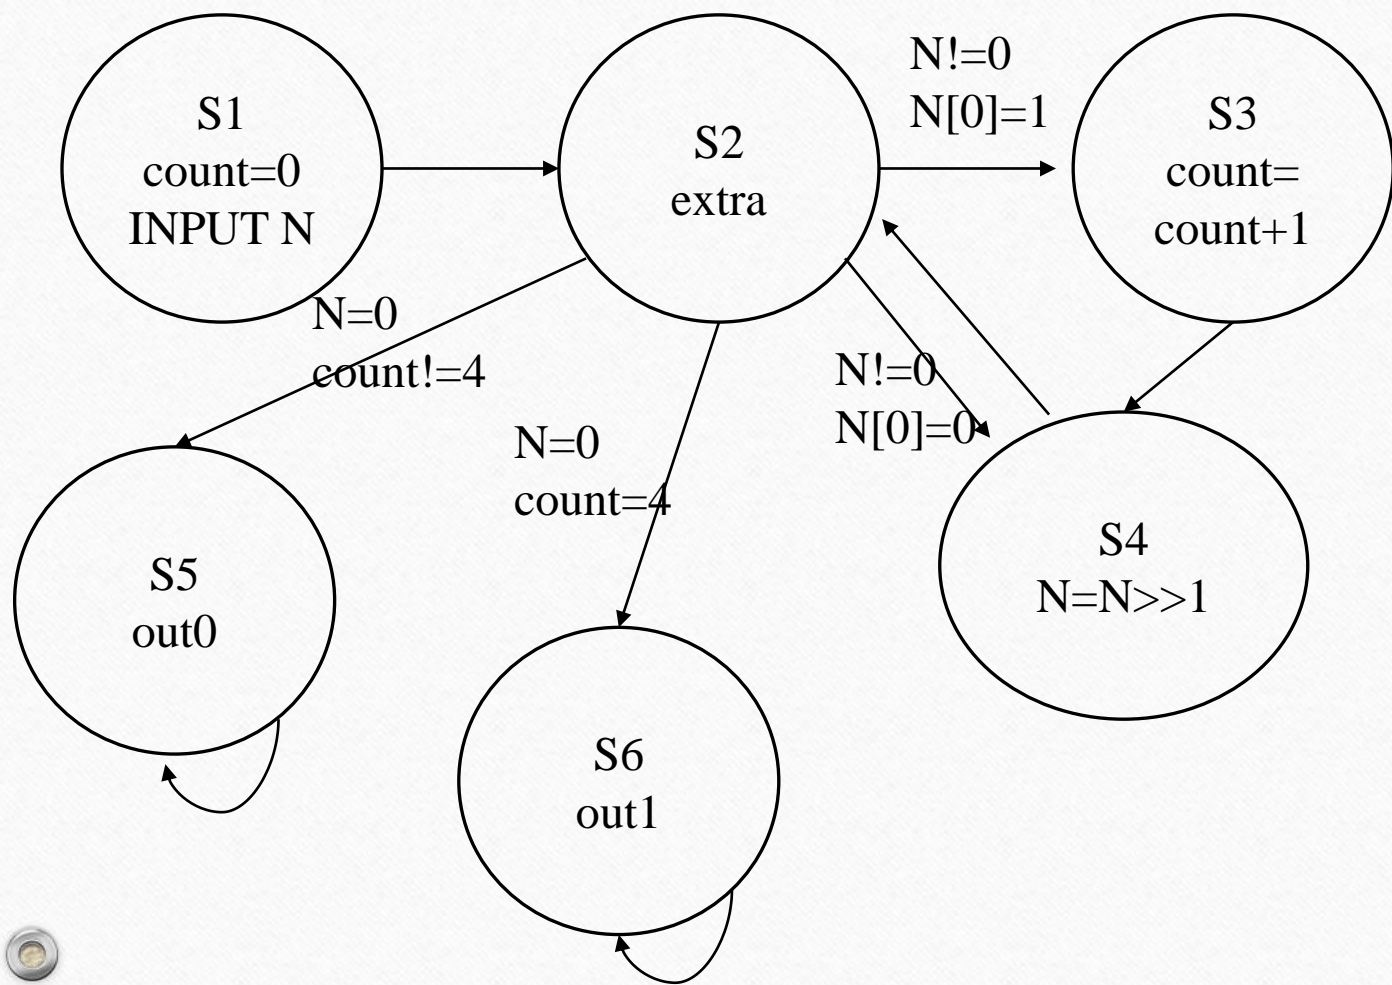 S1
count=0
INPUT N
S2
extra
N!=0
N[0]=1
S3
count=
count+1
N=0
count!=4
N=0
count=4
N!=0
N[0]=0
S4
N=N>>1
S5
out0
S6
out1